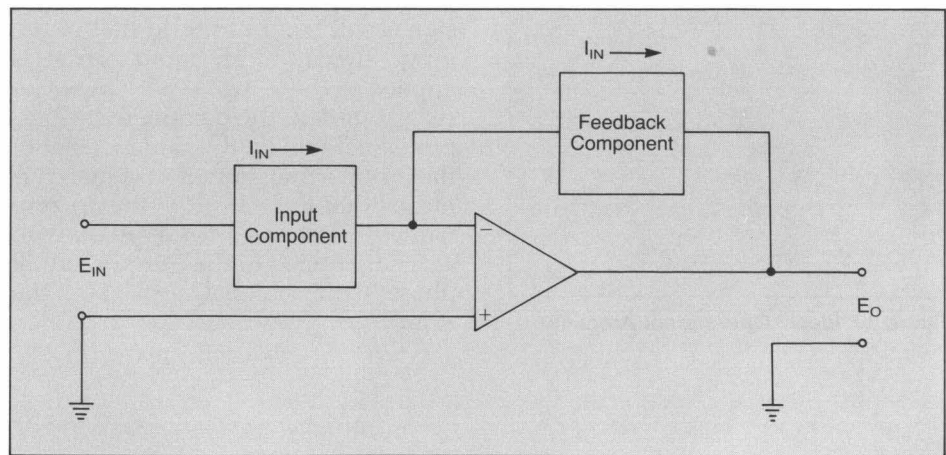 I_IN
Feedback
Component
I_IN
Input
Component
−
E_IN
+
E_O